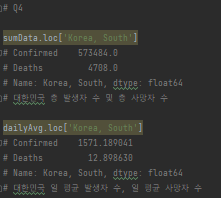 # Q4
sumData.loc['Korea, South']
# Confirmed    573484.0
# Deaths         4708.0
# Name: Korea, South, dtype: float64
# 대한민국 총 발생자 수 및 총 사망자 수
dailyAvg.loc['Korea, South']
# Confirmed    1571.189041
# Deaths         12.898630
# Name: Korea, South, dtype: float64
# 대한민국 일 평균 발생자 수, 일 평균 사망자 수